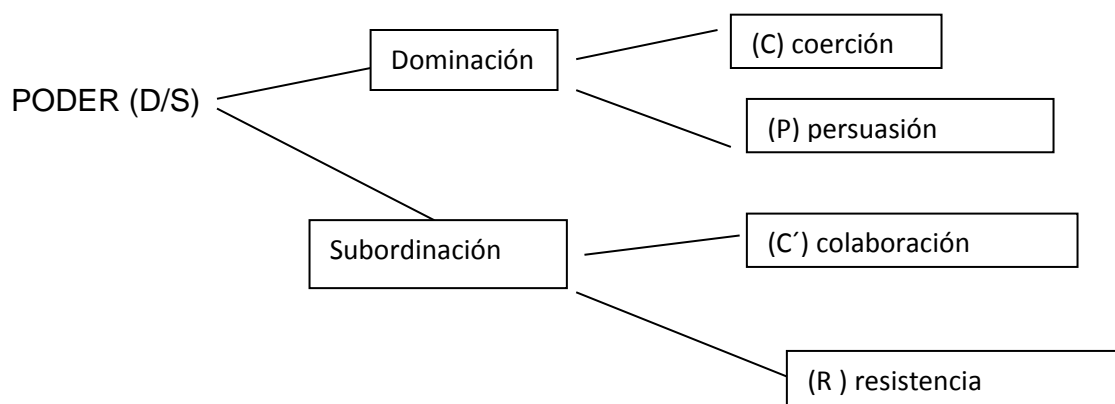 (C) coerción
Dominación
PODER (D/S)
(P) persuasión
Subordinación
(C´) colaboración
(R ) resistencia